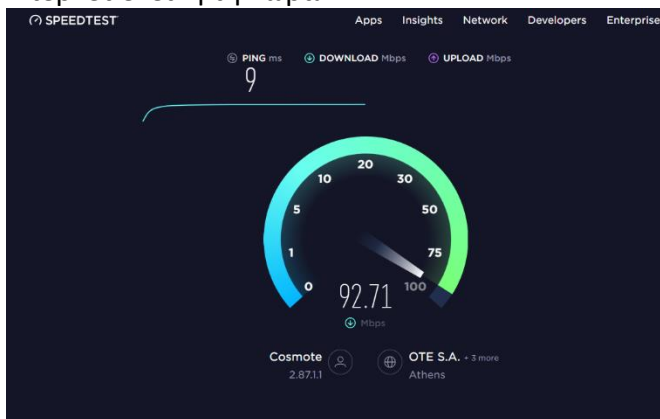 SPEEDTEST Apps Insights Network Developers Enterprise
PING ms DOWNLOAD Mbps UPLOAD Mbps
9
20
10 30
5 50
1 75
0 100
92.71
Mbps
Cosmote OTE S.A. + 3 more
2.87.1.1 Athens